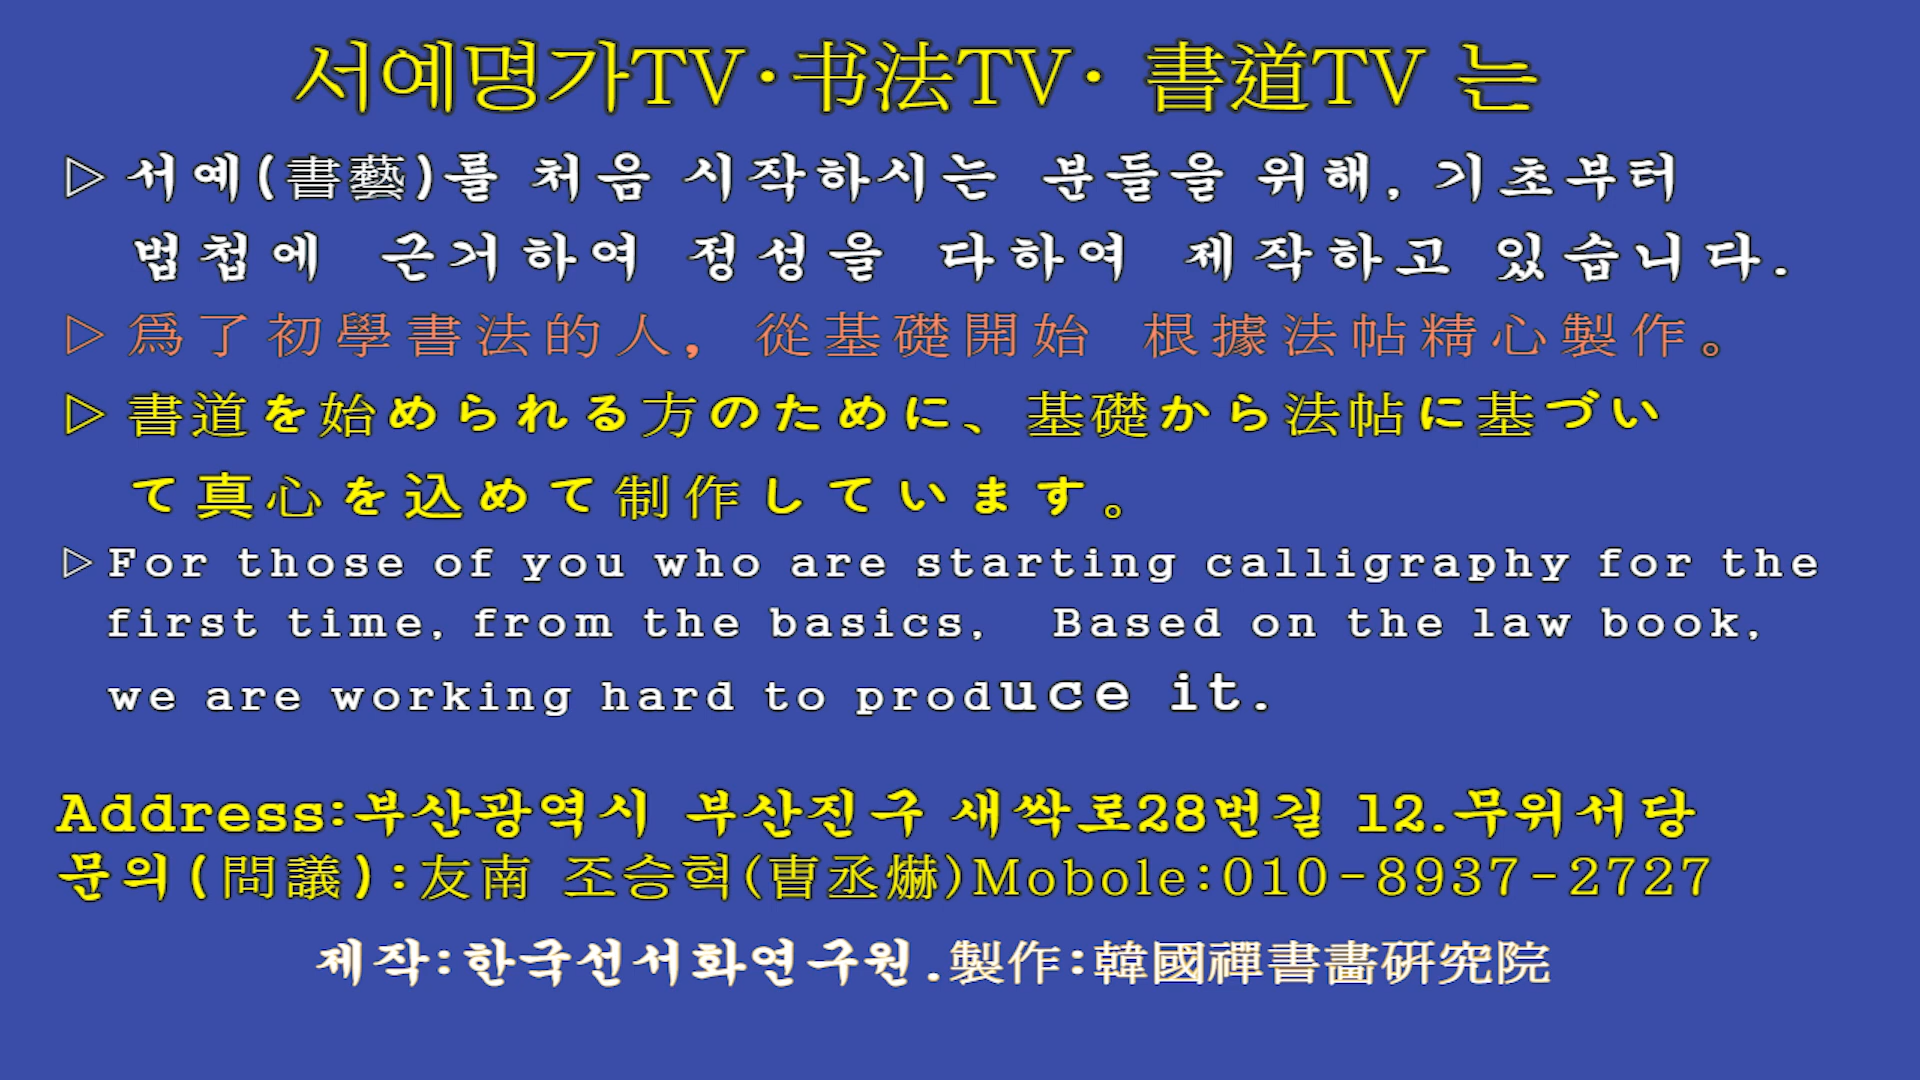 서예명가TV·书法TV· 書道TV 는
▷서예(書藝)를 처음 시작하시는 분들을 위해, 기초부터
법첩에 근거하여 정성을 다하여 제작하고 있습니다.
▷爲了初學書法的人, 從基礎開始 根據法帖精心製作。
▷書道を始められる方のために、基礎から法帖に基づい
て真心を込めて制作しています。
▷For those of you who are starting calligraphy for the
first time, from the basics, Based on the law book,
we are working hard to produce it.
Address:부산광역시 부산진구 새싹로28번길 12.무위서당
문의(問議):友南 조승혁(曺丞爀)Mobole:010-8937-2727
제작:한국선서화연구원.製作:韓國禪書畵硏究院